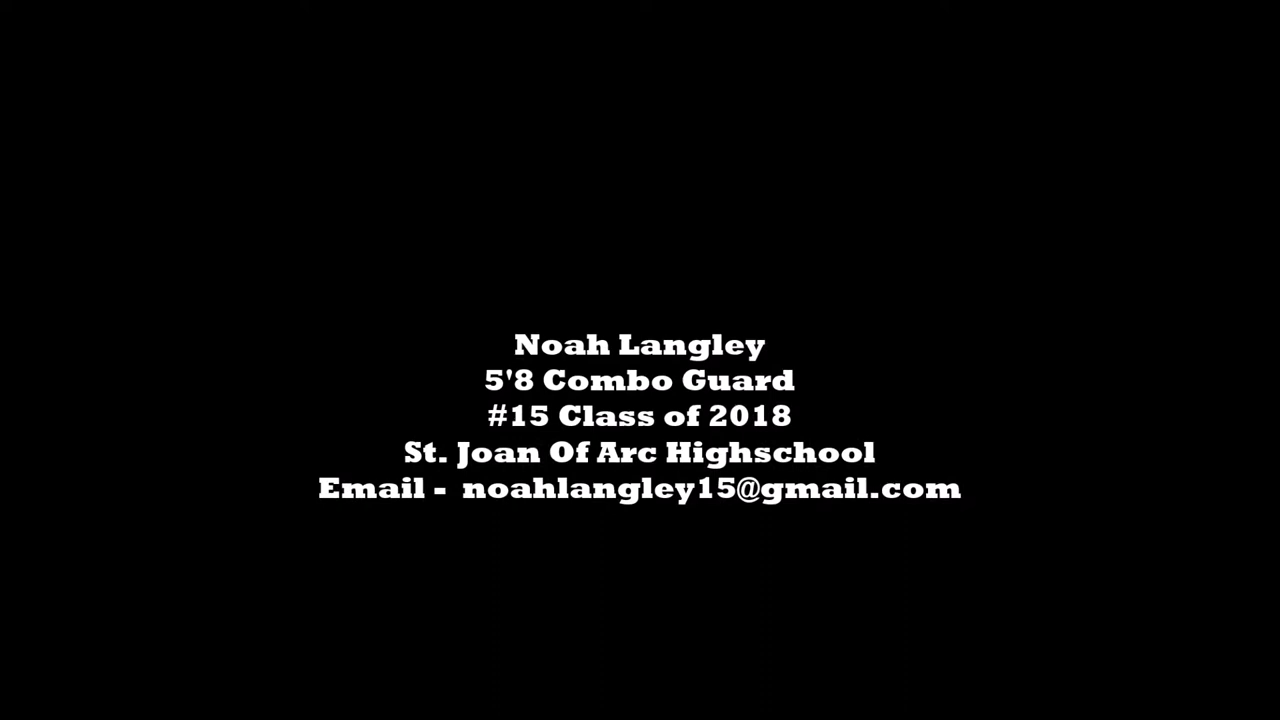 Noah Langley
5'8 Combo Guard
#15 Class of 2018
St. Joan Of Arc Highschool
Email - noahlangley15@gmail.com